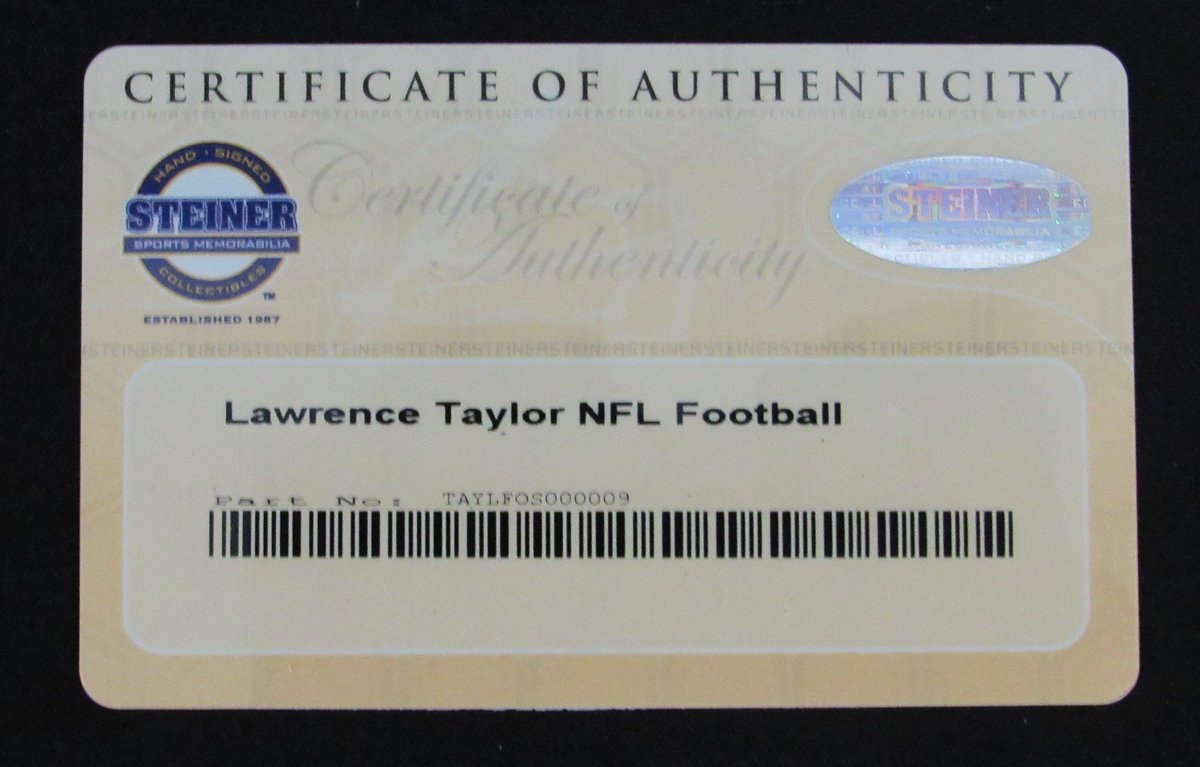 CERTIFICATE OF AUTHENTICITY
Certificate of
Authenticity
HAND · SIGNED
STEINER
SPORTS MEMORABILIA
COLLECTIBLES
TM
ESTABLISHED 1987
STEINER
SPORTS MEMORABILIA
Lawrence Taylor NFL Football
Part No: TAYLFOS000009